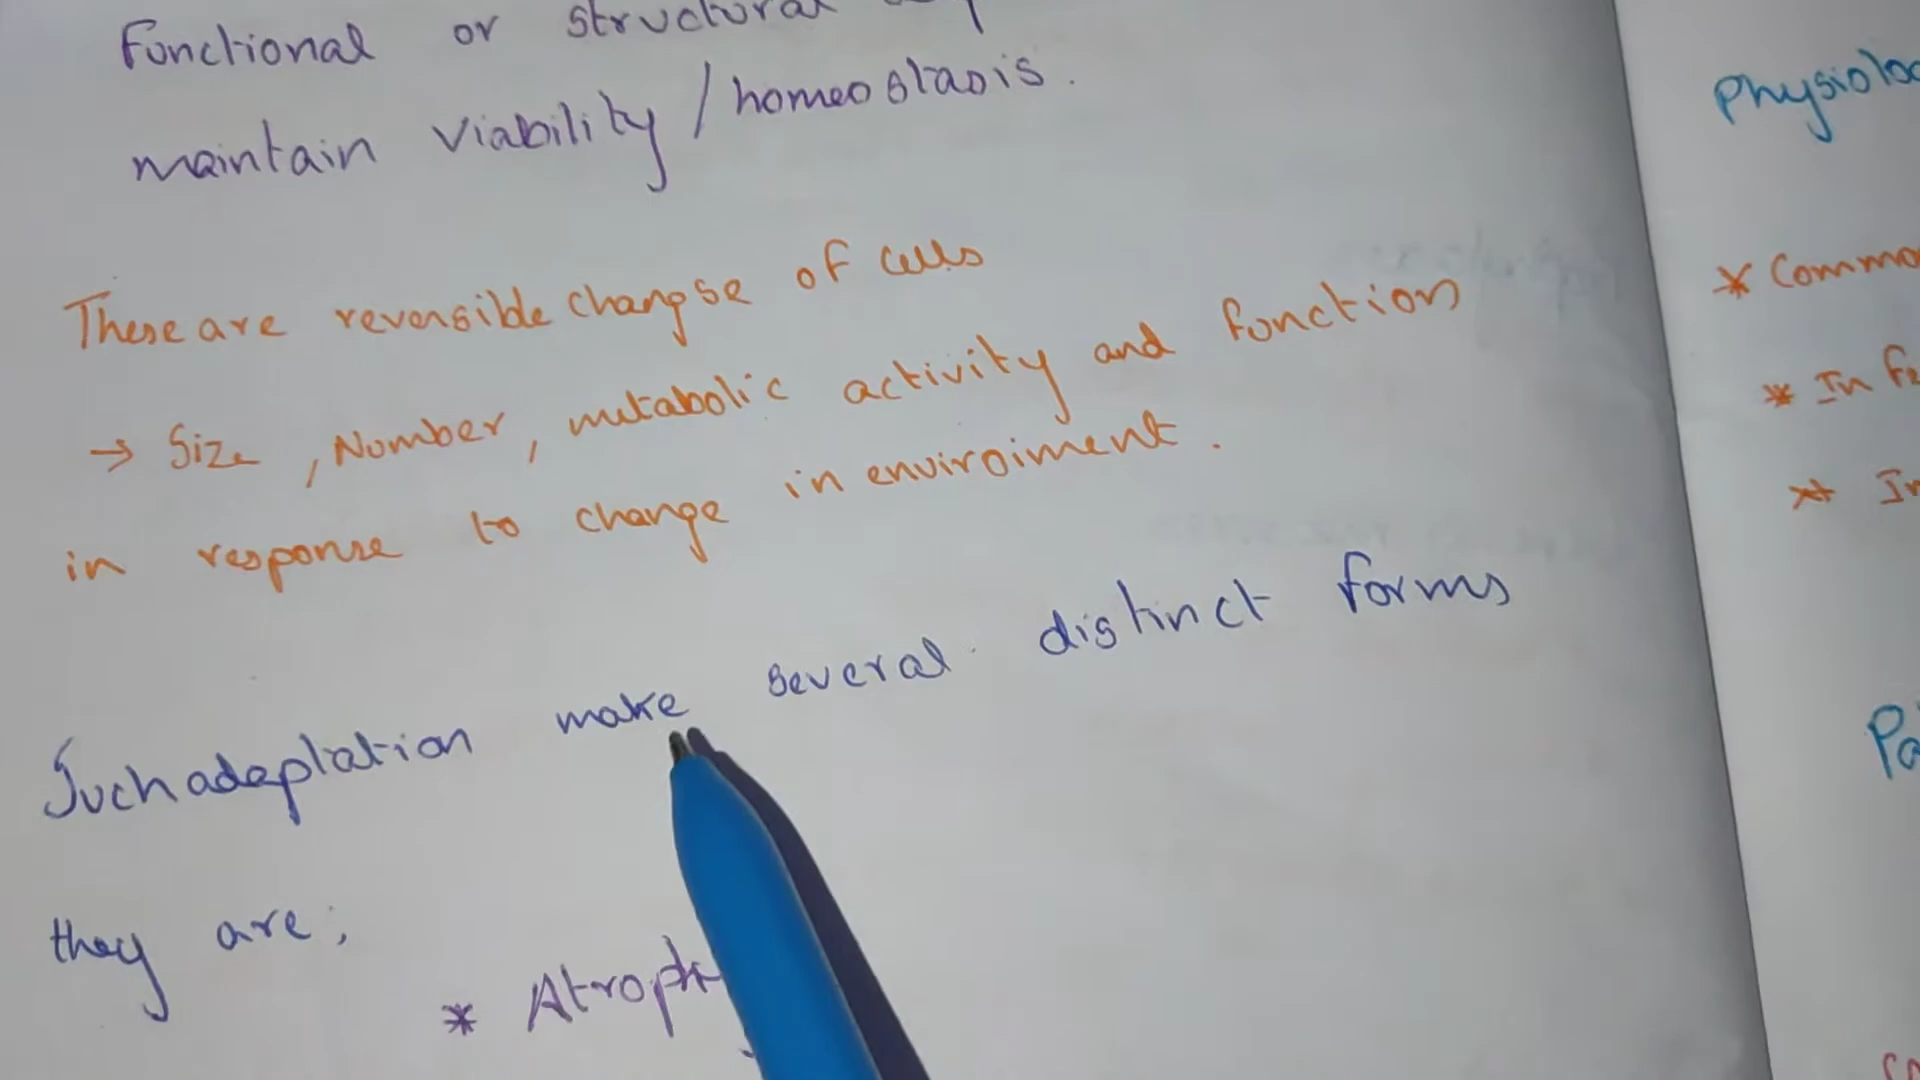 Functional or structural
maintain viability / homeostasis.
These are reversible changse of cells
→ Size, Number, metabolic activity and function
in response to change in enviroiment.
Such adaptation make several distinct forms
they are;
* Atroph
Physiolo
* Commo
* In
* In
Pa